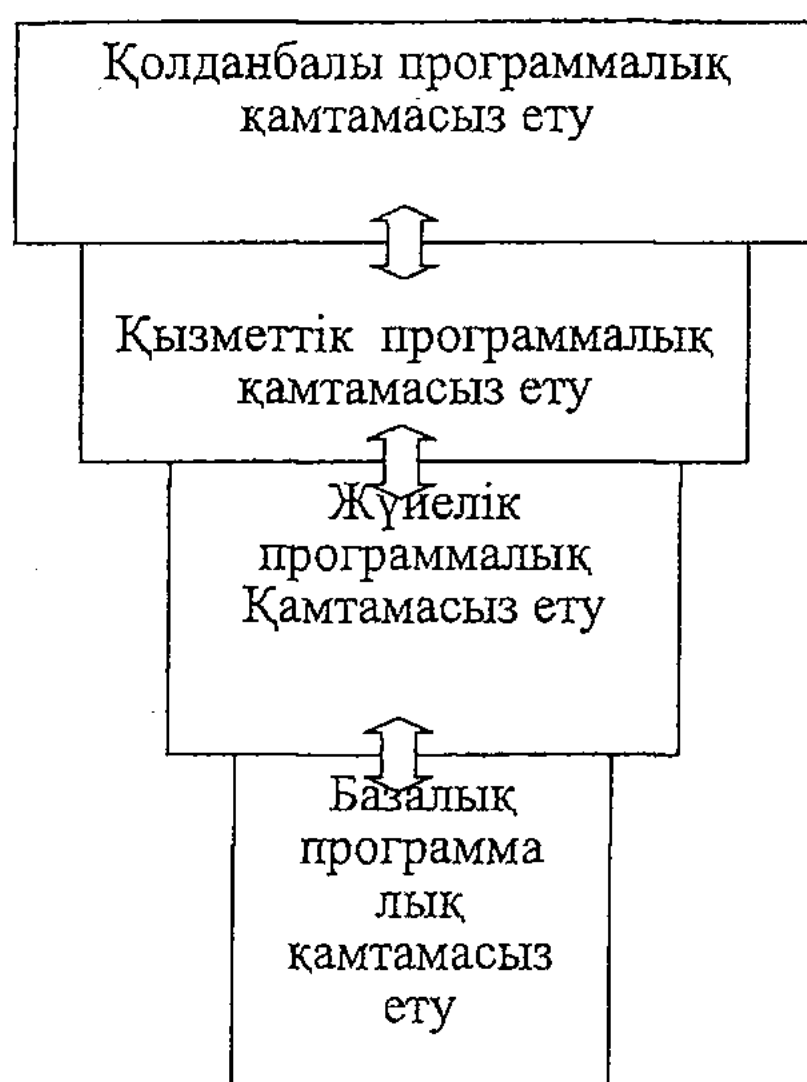 Қолданбалы программалық
қамтамасыз ету
Қызметтік программалық
қамтамасыз ету
Жүйелік
программалық
Қамтамасыз ету
Базалық
программа
лық
қамтамасыз
ету